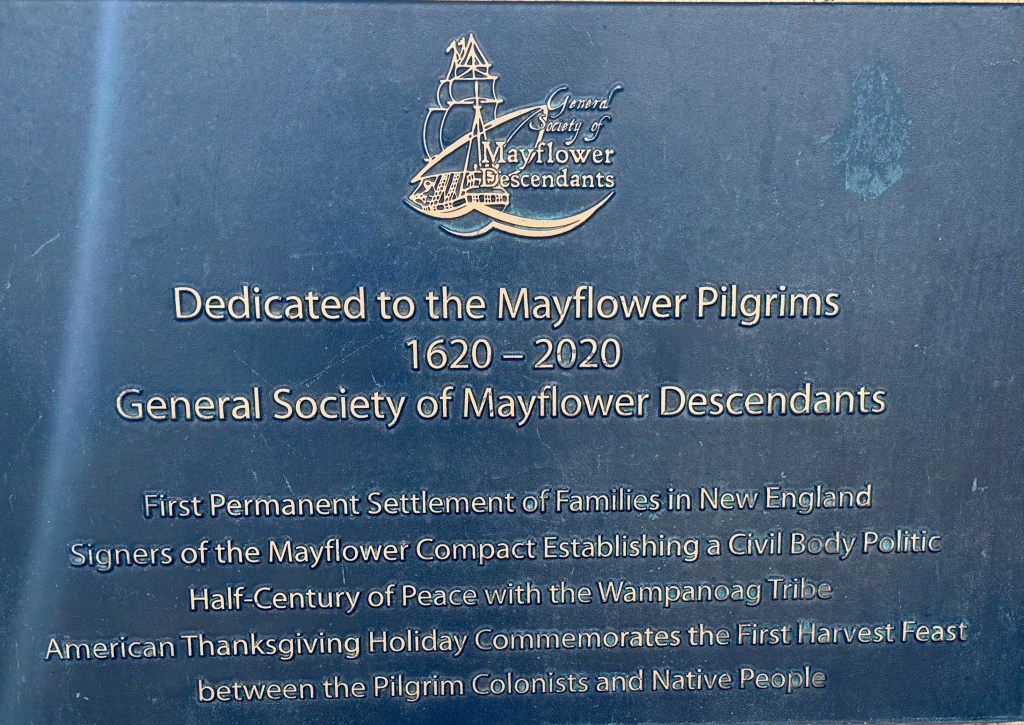 General
Society of
Mayflower
Descendants
Dedicated to the Mayflower Pilgrims
1620 – 2020
General Society of Mayflower Descendants
First Permanent Settlement of Families in New England
Signers of the Mayflower Compact Establishing a Civil Body Politic
Half-Century of Peace with the Wampanoag Tribe
American Thanksgiving Holiday Commemorates the First Harvest Feast
between the Pilgrim Colonists and Native People